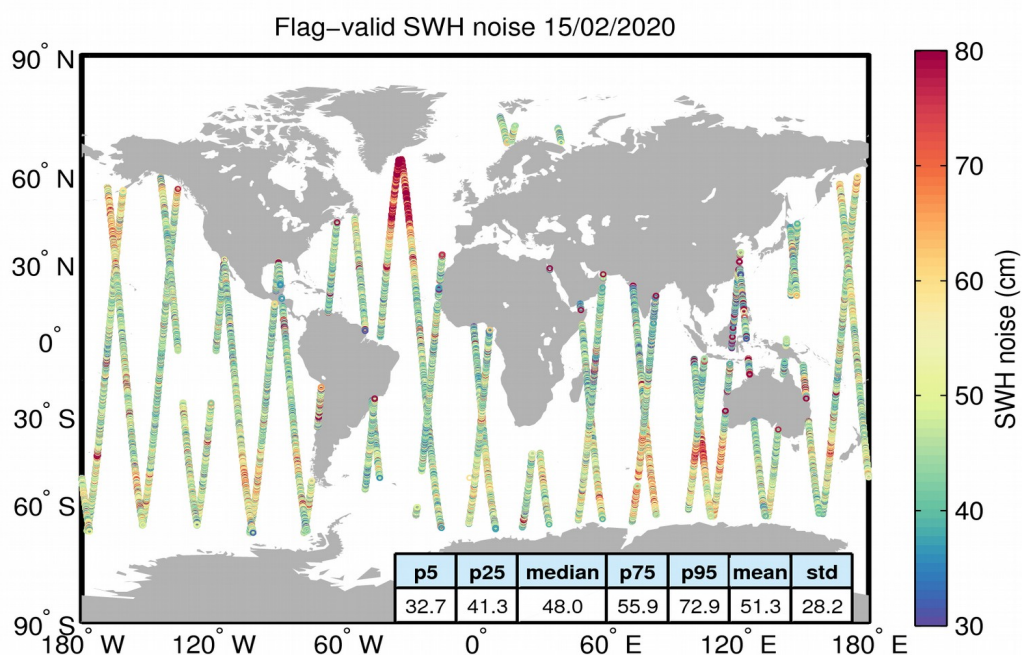 Flag−valid SWH noise 15/02/2020
90° N
60° N
30° N
0°
30° S
60° S
90° S
180° W
120° W
60° W
0°
60° E
120° E
180° E
p5 p25 median p75 p95 mean std
32.7 41.3 48.0 55.9 72.9 51.3 28.2
80
70
60
50
40
30
SWH noise (cm)